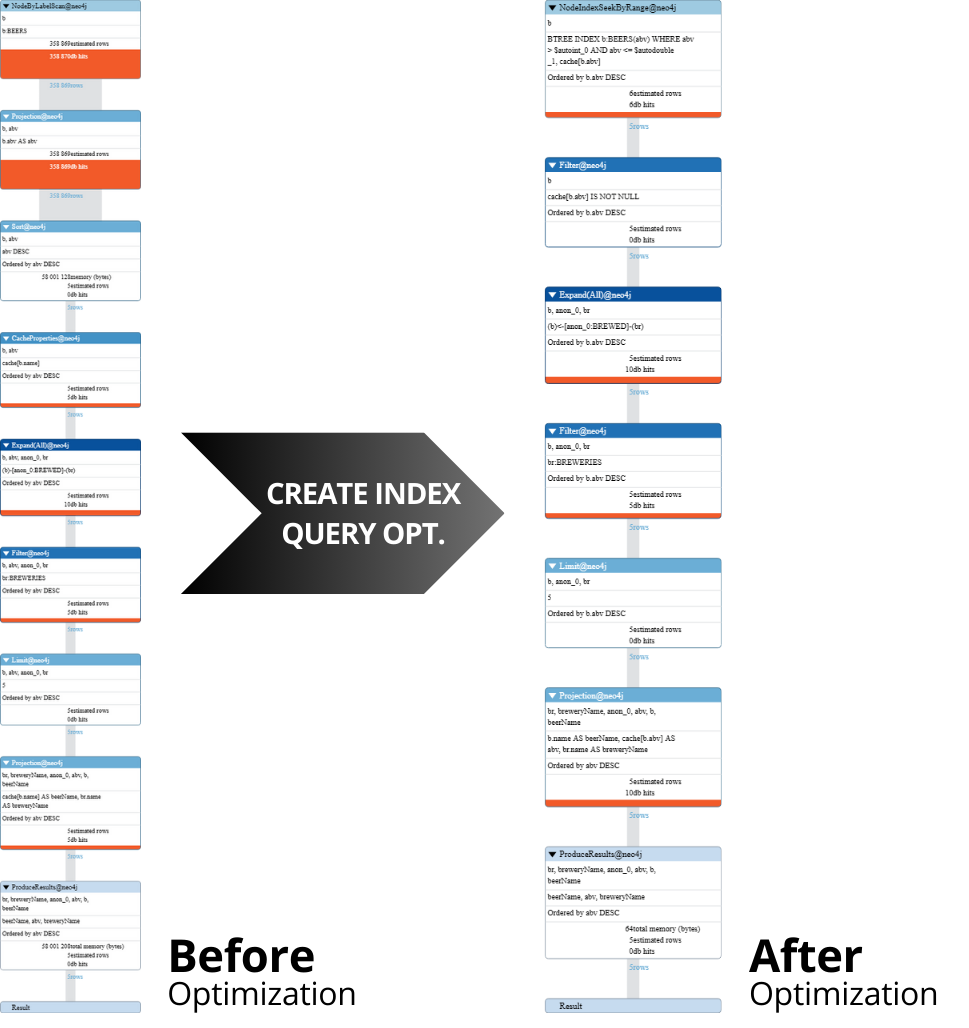 NodeByLabelScan@neo4j
b
b:BEERS
358 869estimated rows
358 870db hits
358 869rows
Projection@neo4j
b, abv
b.abv AS abv
358 869estimated rows
358 869db hits
358 869rows
Sort@neo4j
b, abv
abv DESC
Ordered by abv DESC
58 001 128memory (bytes)
5estimated rows
0db hits
5rows
CacheProperties@neo4j
b, abv
cache[b.name]
Ordered by abv DESC
5estimated rows
5db hits
5rows
Expand(All)@neo4j
b, abv, anon_0, br
(b)<-[anon_0:BREWED]-(br)
Ordered by abv DESC
5estimated rows
10db hits
5rows
Filter@neo4j
b, abv, anon_0, br
br:BREWERIES
Ordered by abv DESC
5estimated rows
5db hits
5rows
Limit@neo4j
b, abv, anon_0, br
5
Ordered by abv DESC
5estimated rows
0db hits
5rows
Projection@neo4j
br, breweryName, anon_0, abv, b,
beerName
cache[b.name] AS beerName, br.name
AS breweryName
Ordered by abv DESC
5estimated rows
5db hits
5rows
ProduceResults@neo4j
br, breweryName, anon_0, abv, b,
beerName
beerName, abv, breweryName
Ordered by abv DESC
58 001 200total memory (bytes)
5estimated rows
0db hits
5rows
Result
Before
Optimization
CREATE INDEX
QUERY OPT.
NodeIndexSeekByRange@neo4j
b
BTREE INDEX b:BEERS(abv) WHERE abv
> $autoint_0 AND abv <= $autodouble
_1, cache[b.abv]
Ordered by b.abv DESC
6estimated rows
6db hits
5rows
Filter@neo4j
b
cache[b.abv] IS NOT NULL
Ordered by b.abv DESC
5estimated rows
0db hits
5rows
Expand(All)@neo4j
b, anon_0, br
(b)<-[anon_0:BREWED]-(br)
Ordered by b.abv DESC
5estimated rows
10db hits
5rows
Filter@neo4j
b, anon_0, br
br:BREWERIES
Ordered by b.abv DESC
5estimated rows
5db hits
5rows
Limit@neo4j
b, anon_0, br
5
Ordered by b.abv DESC
5estimated rows
0db hits
5rows
Projection@neo4j
br, breweryName, anon_0, abv, b,
beerName
b.name AS beerName, cache[b.abv] AS
abv, br.name AS breweryName
Ordered by abv DESC
5estimated rows
10db hits
5rows
ProduceResults@neo4j
br, breweryName, anon_0, abv, b,
beerName
beerName, abv, breweryName
Ordered by abv DESC
64total memory (bytes)
5estimated rows
0db hits
5rows
Result
After
Optimization